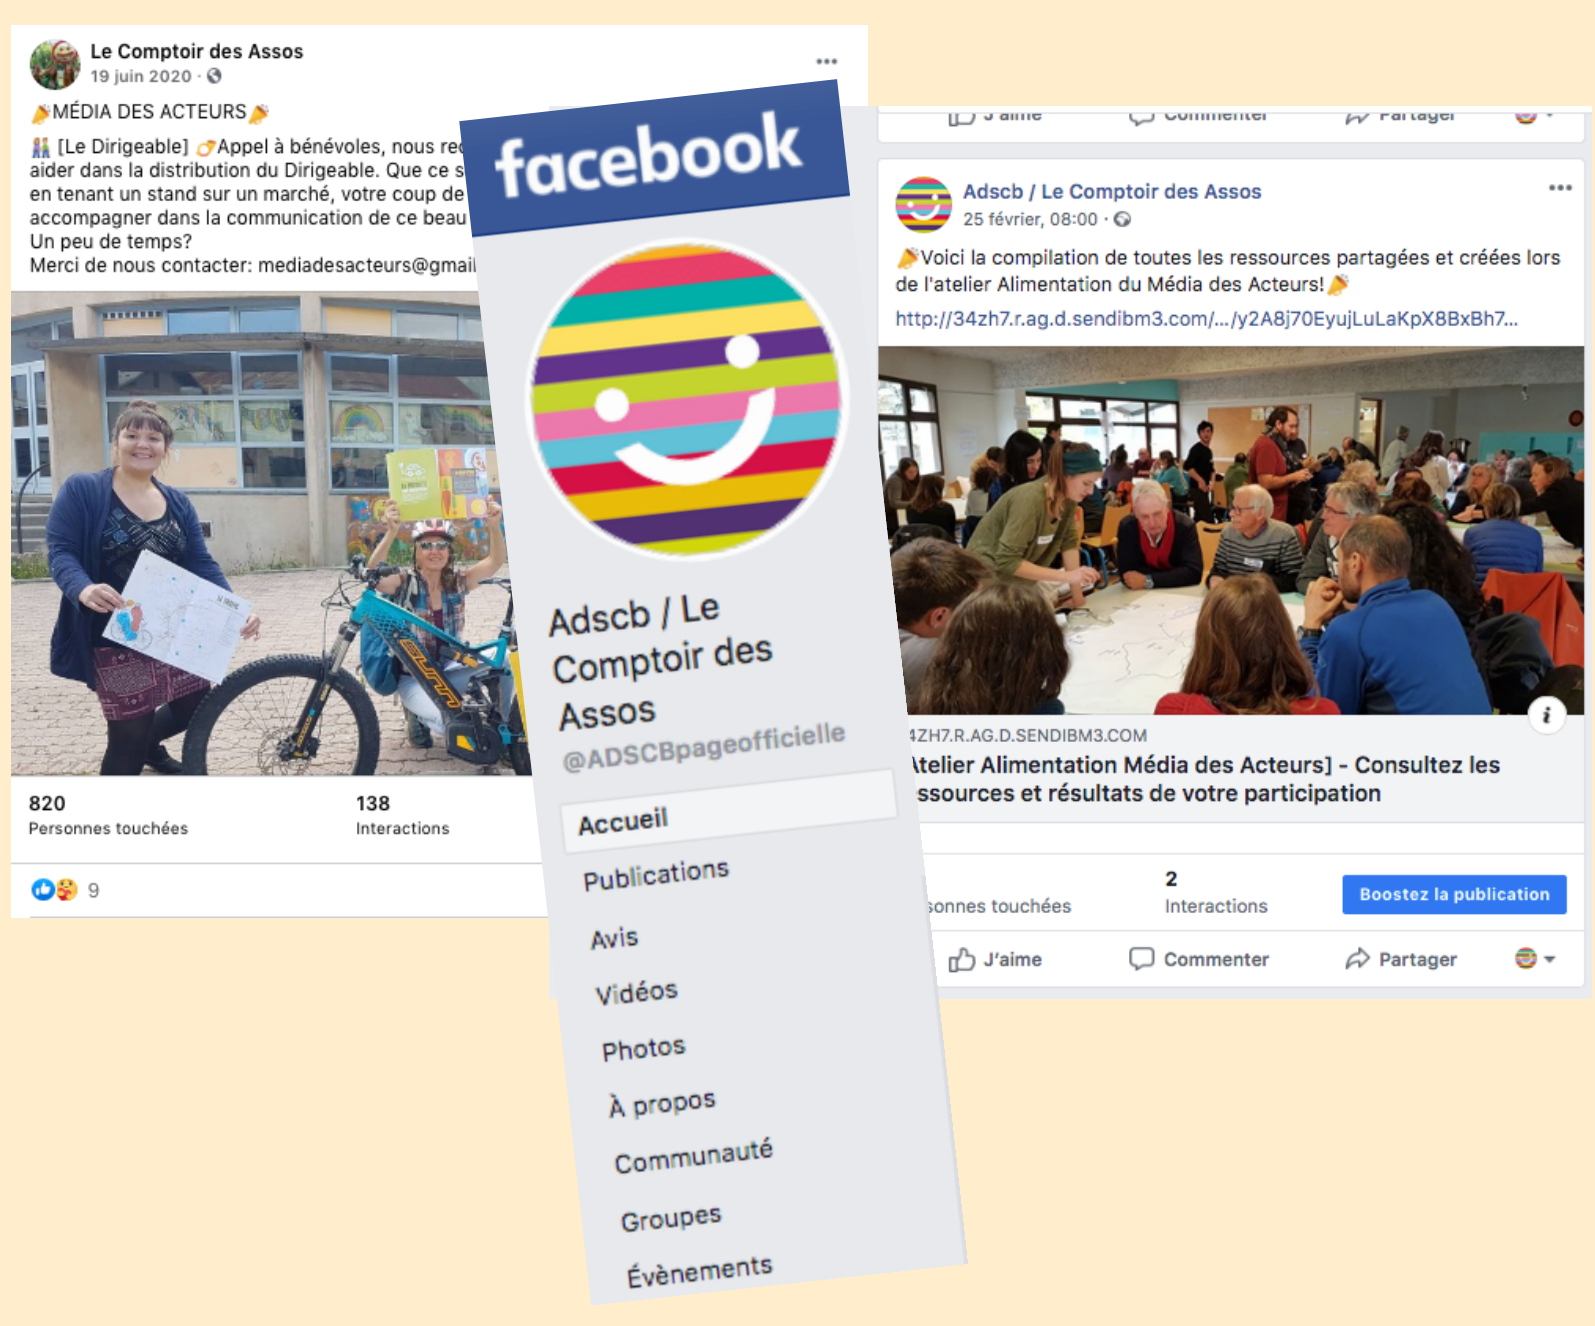 Le Comptoir des Assos
19 juin 2020
MÉDIA DES ACTEURS
[Le Dirigeable] Appel à bénévoles, nous
aider dans la distribution du Dirigeable. Que ce
en tenant un stand sur un marché, votre coup de
accompagner dans la communication de ce beau
Un peu de temps?
Merci de nous contacter: mediadesacteurs@gmail
SUNN
820
Personnes touchées
138
Interactions
9
facebook
Adscb / Le
Comptoir des
Assos
@ADSCBpageofficielle
Accueil
Publications
Avis
Vidéos
Photos
À propos
Communauté
Groupes
Évènements
J'aime
Commenter
Partager
Adscb / Le Comptoir des Assos
25 février, 08:00
Voici la compilation de toutes les ressources partagées et créées lors
de l'atelier Alimentation du Média des Acteurs!
http://34zh7.r.ag.d.sendibm3.com/.../y2A8j70EyujLuLaKpX8BxBh7...
4ZH7.R.AG.D.SENDIBM3.COM
Atelier Alimentation Média des Acteurs] - Consultez les
ssources et résultats de votre participation
sonnes touchées
2
Interactions
Boostez la publication
J'aime
Commenter
Partager